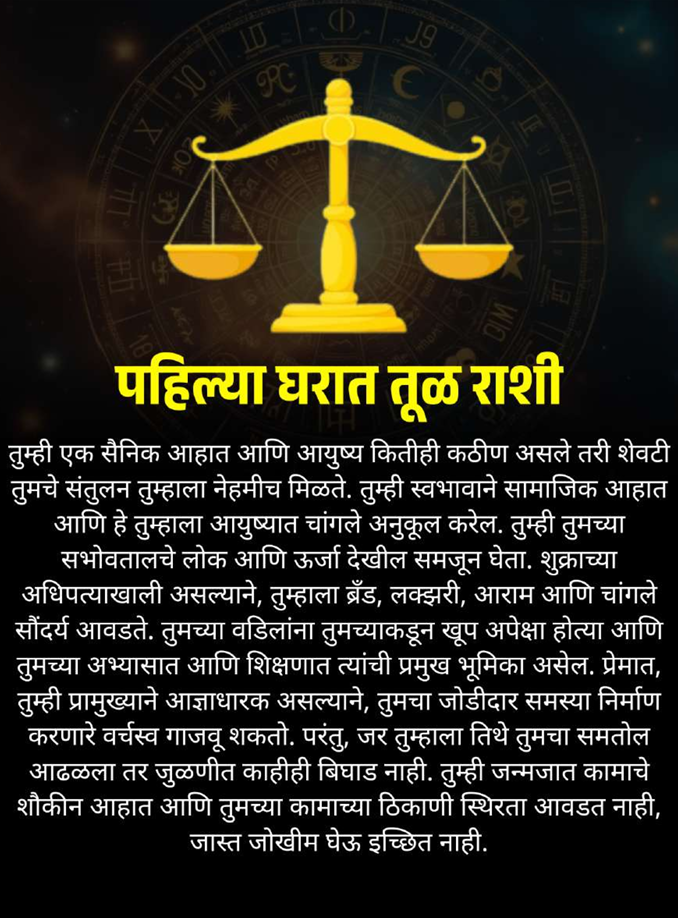 पहिल्या घरात तूळ राशी
तुम्ही एक सैनिक आहात आणि आयुष्य कितीही कठीण असले तरी शेवटी
तुमचे संतुलन तुम्हाला नेहमीच मिळते. तुम्ही स्वभावाने सामाजिक आहात
आणि हे तुम्हाला आयुष्यात चांगले अनुकूल करेल. तुम्ही तुमच्या
सभोवतालचे लोक आणि ऊर्जा देखील समजून घेता. शुक्राच्या
अधिपत्याखाली असल्याने, तुम्हाला ब्रँड, लक्झरी, आराम आणि चांगले
सौंदर्य आवडते. तुमच्या वडिलांना तुमच्याकडून खूप अपेक्षा होत्या आणि
तुमच्या अभ्यासात आणि शिक्षणात त्यांची प्रमुख भूमिका असेल. प्रेमात,
तुम्ही प्रामुख्याने आज्ञाधारक असल्याने, तुमचा जोडीदार समस्या निर्माण
करणारे वर्चस्व गाजवू शकतो. परंतु, जर तुम्हाला तिथे तुमचा समतोल
आढळला तर जुळणीत काहीही बिघाड नाही. तुम्ही जन्मजात कामाचे
शौकीन आहात आणि तुमच्या कामाच्या ठिकाणी स्थिरता आवडत नाही,
जास्त जोखीम घेऊ इच्छित नाही.